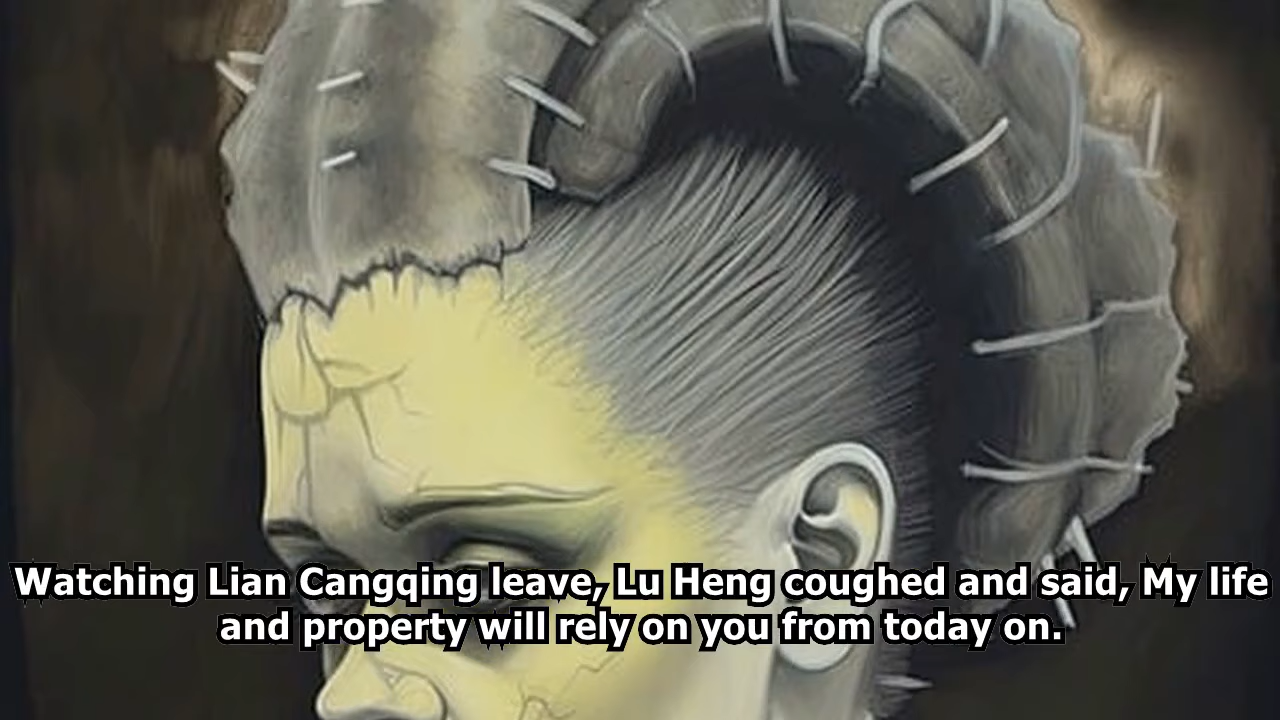 Watching Lian Cangqing leave, Lu Heng coughed and said, My life
and property will rely on you from today on.